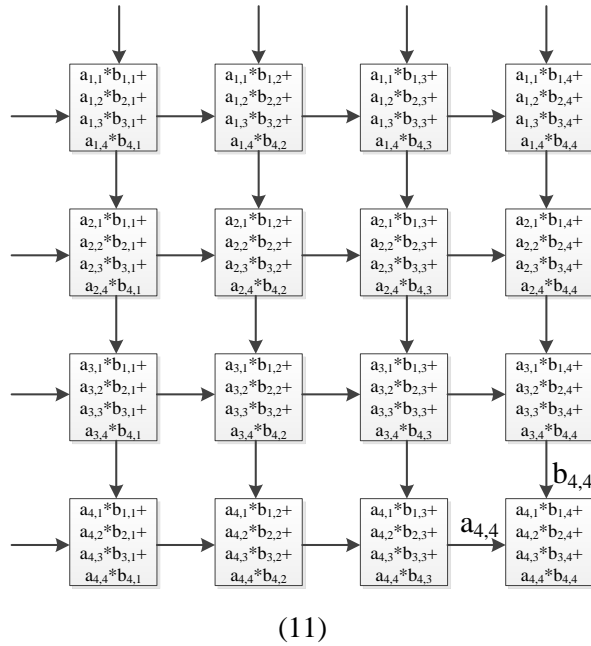 a1,1*b1,1+
a1,2*b2,1+
a1,3*b3,1+
a1,4*b4,1
a1,1*b1,2+
a1,2*b2,2+
a1,3*b3,2+
a1,4*b4,2
a1,1*b1,3+
a1,2*b2,3+
a1,3*b3,3+
a1,4*b4,3
a1,1*b1,4+
a1,2*b2,4+
a1,3*b3,4+
a1,4*b4,4
a2,1*b1,1+
a2,2*b2,1+
a2,3*b3,1+
a2,4*b4,1
a2,1*b1,2+
a2,2*b2,2+
a2,3*b3,2+
a2,4*b4,2
a2,1*b1,3+
a2,2*b2,3+
a2,3*b3,3+
a2,4*b4,3
a2,1*b1,4+
a2,2*b2,4+
a2,3*b3,4+
a2,4*b4,4
a3,1*b1,1+
a3,2*b2,1+
a3,3*b3,1+
a3,4*b4,1
a3,1*b1,2+
a3,2*b2,2+
a3,3*b3,2+
a3,4*b4,2
a3,1*b1,3+
a3,2*b2,3+
a3,3*b3,3+
a3,4*b4,3
a3,1*b1,4+
a3,2*b2,4+
a3,3*b3,4+
a3,4*b4,4
b4,4
a4,1*b1,1+
a4,2*b2,1+
a4,3*b3,1+
a4,4*b4,1
a4,1*b1,2+
a4,2*b2,2+
a4,3*b3,2+
a4,4*b4,2
a4,1*b1,3+
a4,2*b2,3+
a4,3*b3,3+
a4,4*b4,3
a4,4
a4,1*b1,4+
a4,2*b2,4+
a4,3*b3,4+
a4,4*b4,4
(11)